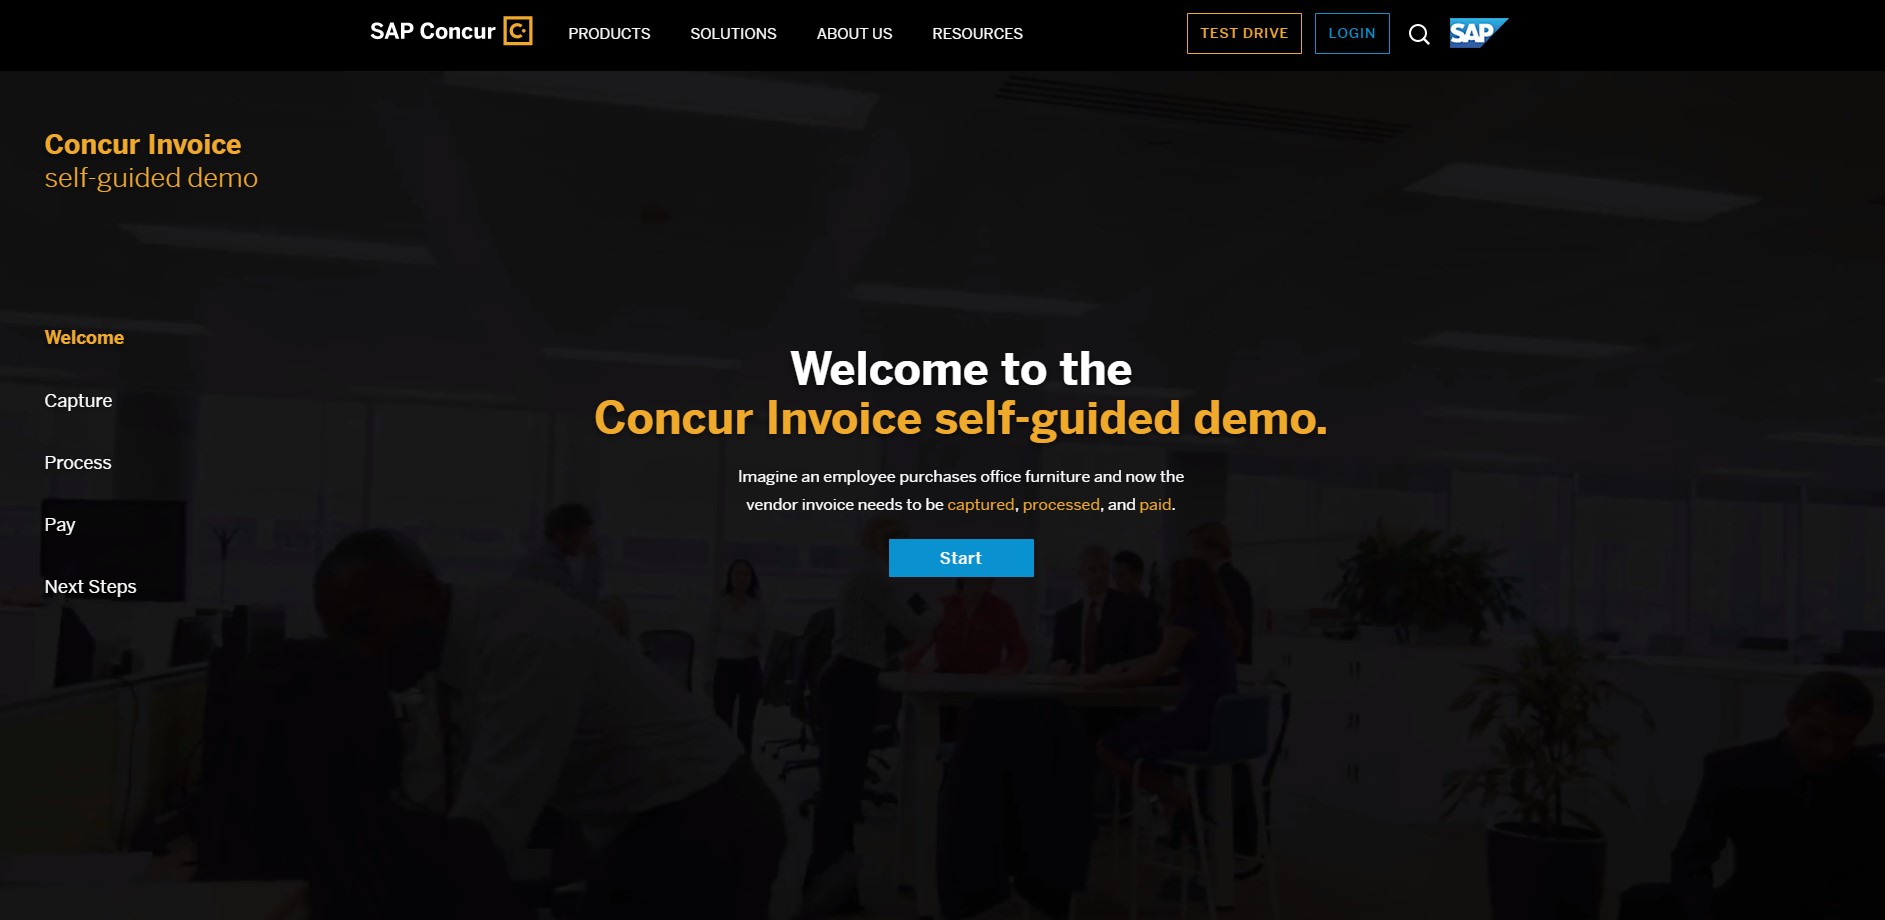 SAP Concur
PRODUCTS
SOLUTIONS
ABOUT US
RESOURCES
TEST DRIVE
LOGIN
SAP
Concur Invoice
self-guided demo
Welcome
Capture
Process
Pay
Next Steps
Welcome to the
Concur Invoice self-guided demo.
Imagine an employee purchases office furniture and now the
vendor invoice needs to be captured, processed, and paid.
Start